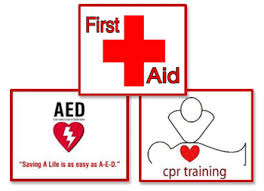 First
Aid
AED
"Saving A Life is as easy as A-E-D."
cpr training